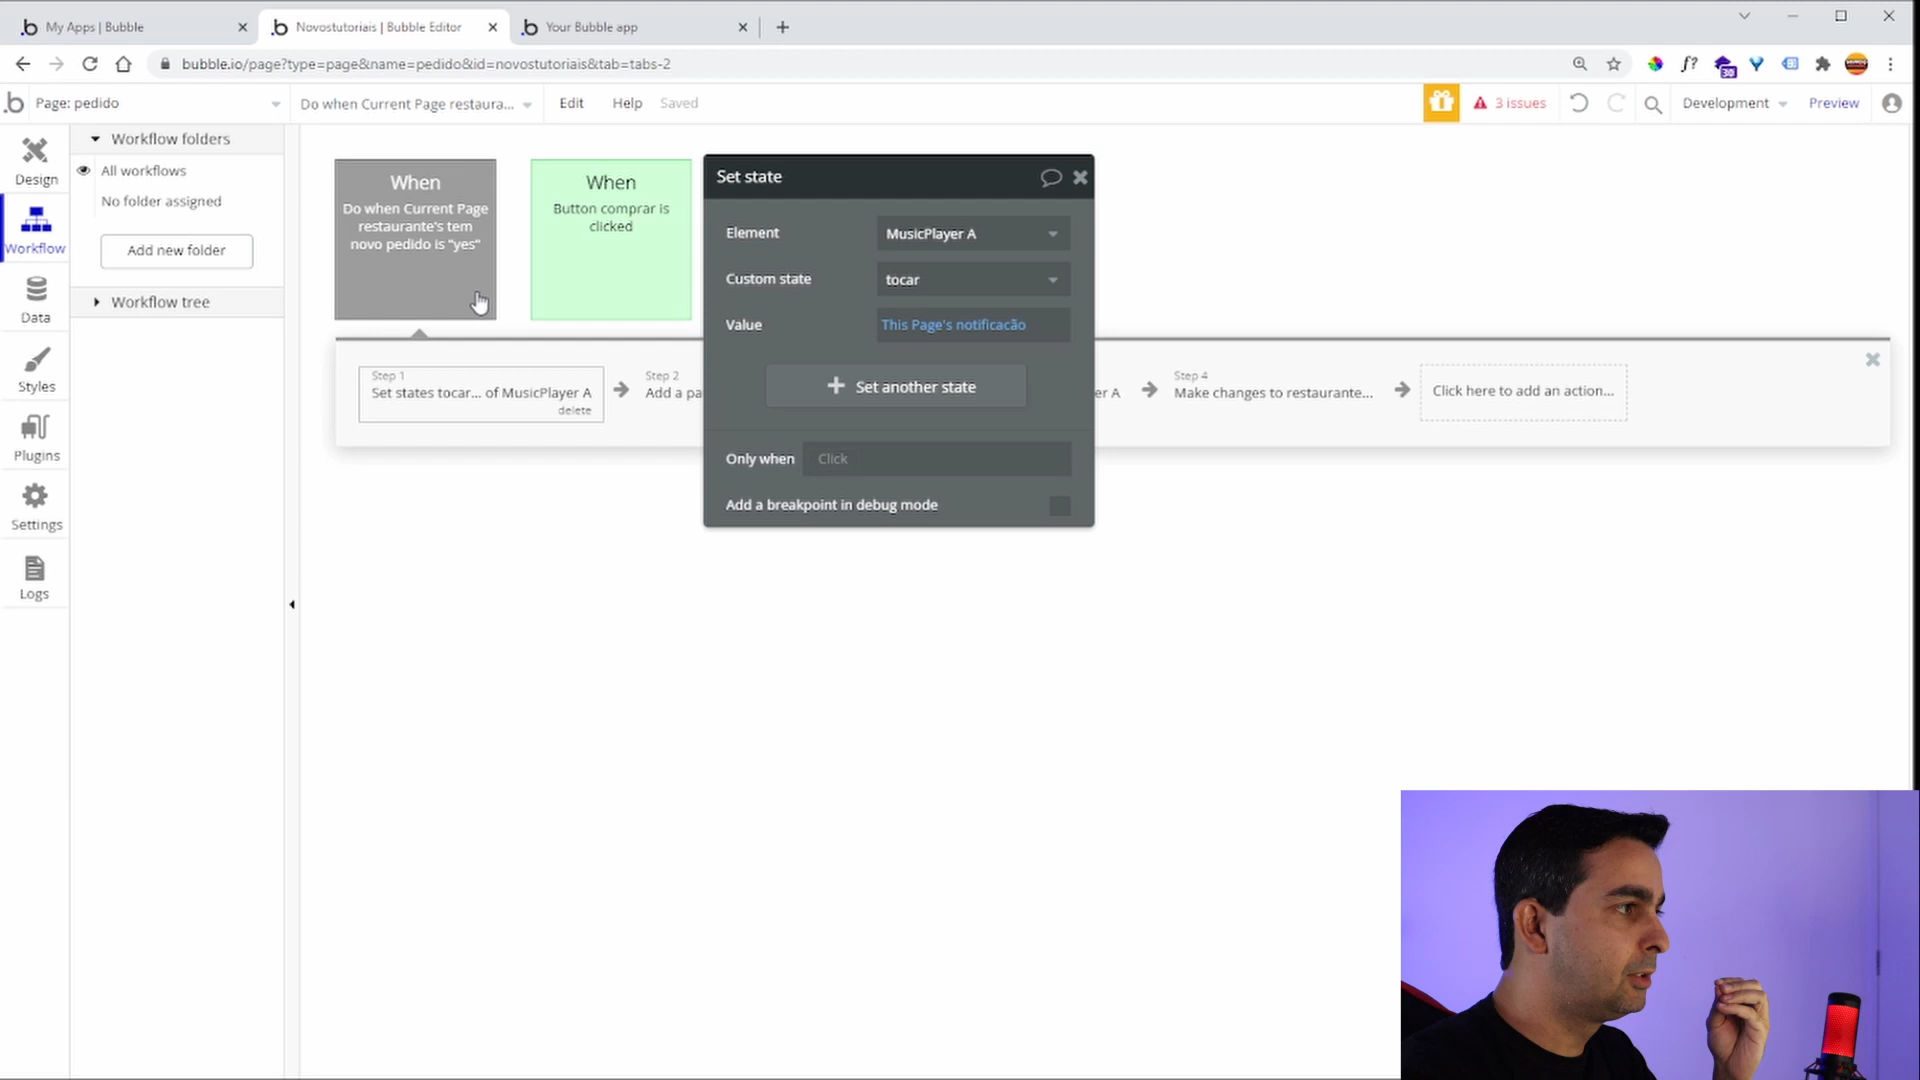 My Apps | Bubble
Novostutoriais | Bubble Editor
Your Bubble app
bubble.io/page?type=page&name=pedido&id=novostutoriais&tab=tabs-2
30
Page: pedido
Do when Current Page restaura...
Edit
Help
Saved
3 issues
Development
Preview
Design
Workflow
Data
Styles
Plugins
Settings
Logs
Workflow folders
All workflows
No folder assigned
Add new folder
Workflow tree
When
Do when Current Page
restaurante's tem
novo pedido is "yes"
When
Button comprar is
clicked
Set state
Element
MusicPlayer A
Custom state
tocar
Value
This Page's notificacão
Set another state
Only when
Click
Add a breakpoint in debug mode
Step 1
Set states tocar... of MusicPlayer A
delete
Step 2
Add a pa
er A
Step 4
Make changes to restaurante...
Click here to add an action...